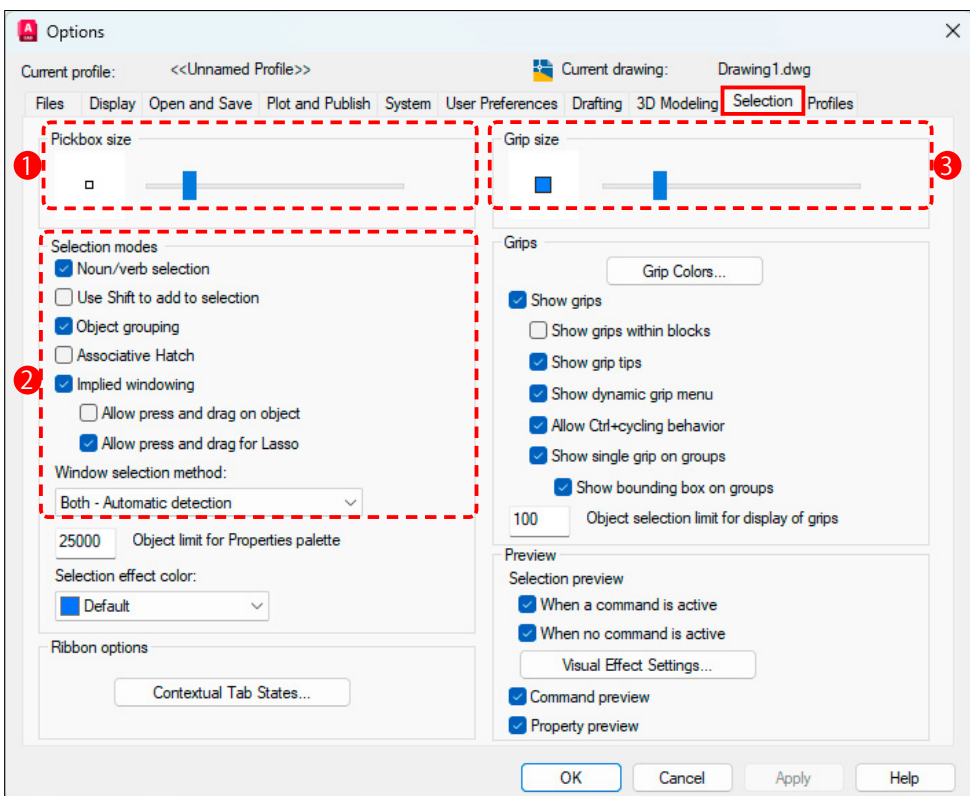 A
CAD
Options
Current profile: <<Unnamed Profile>> Current drawing: Drawing1.dwg
Files Display Open and Save Plot and Publish System User Preferences Drafting 3D Modeling Selection Profiles
Pickbox size
1
Selection modes
Noun/verb selection
Use Shift to add to selection
Object grouping
Associative Hatch
2
Implied windowing
Allow press and drag on object
Allow press and drag for Lasso
Window selection method:
Both - Automatic detection
25000 Object limit for Properties palette
Selection effect color:
Default
Ribbon options
Contextual Tab States...
Grip size
3
Grips
Grip Colors...
Show grips
Show grips within blocks
Show grip tips
Show dynamic grip menu
Allow Ctrl+cycling behavior
Show single grip on groups
Show bounding box on groups
100 Object selection limit for display of grips
Preview
Selection preview
When a command is active
When no command is active
Visual Effect Settings...
Command preview
Property preview
OK Cancel Apply Help